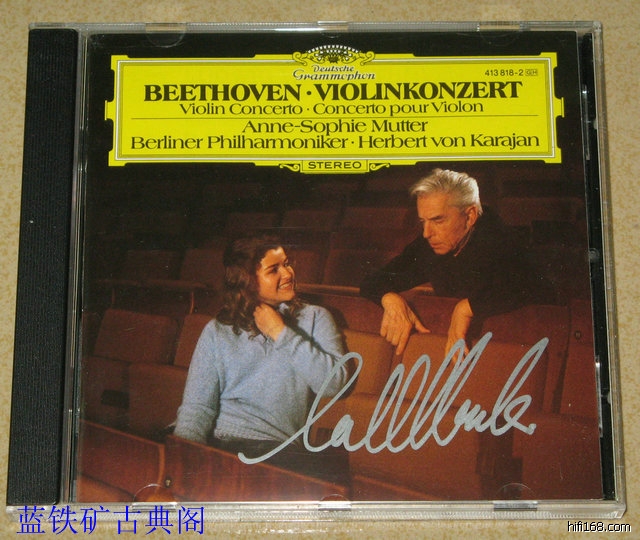 Deutsche
Grammophon
413 818-2 GH
BEETHOVEN · VIOLINKONZERT
Violin Concerto · Concerto pour Violon
Anne-Sophie Mutter
Berliner Philharmoniker · Herbert von Karajan
STEREO
蓝铁矿古典阁
hifi168.com